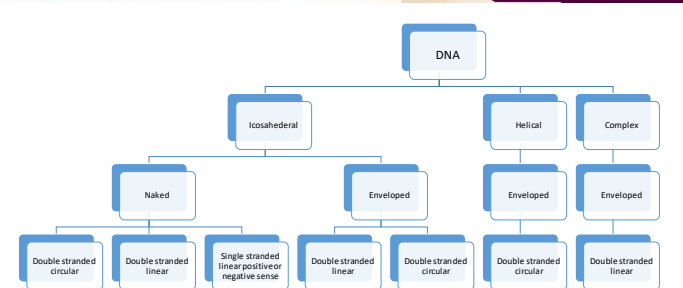 DNA
Icosahederal
Helical
Complex
Naked
Enveloped
Enveloped
Enveloped
Double stranded
circular
Double stranded
linear
Single stranded
linear positive or
negative sense
Double stranded
linear
Double stranded
circular
Double stranded
circular
Double stranded
linear